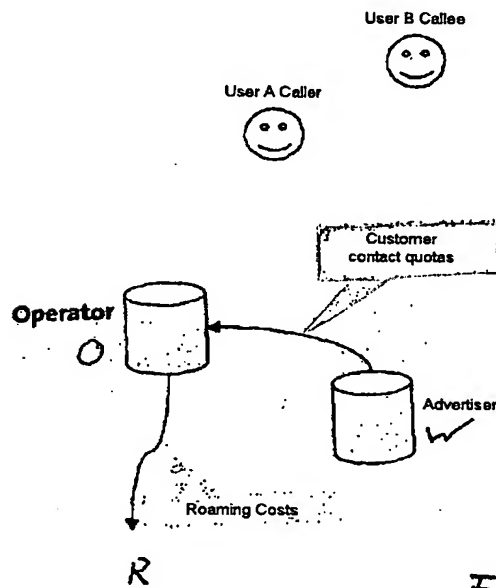 User B Callee
User A Caller
Customer
contact quotas
Operator
O
Advertiser
W
Roaming Costs
R